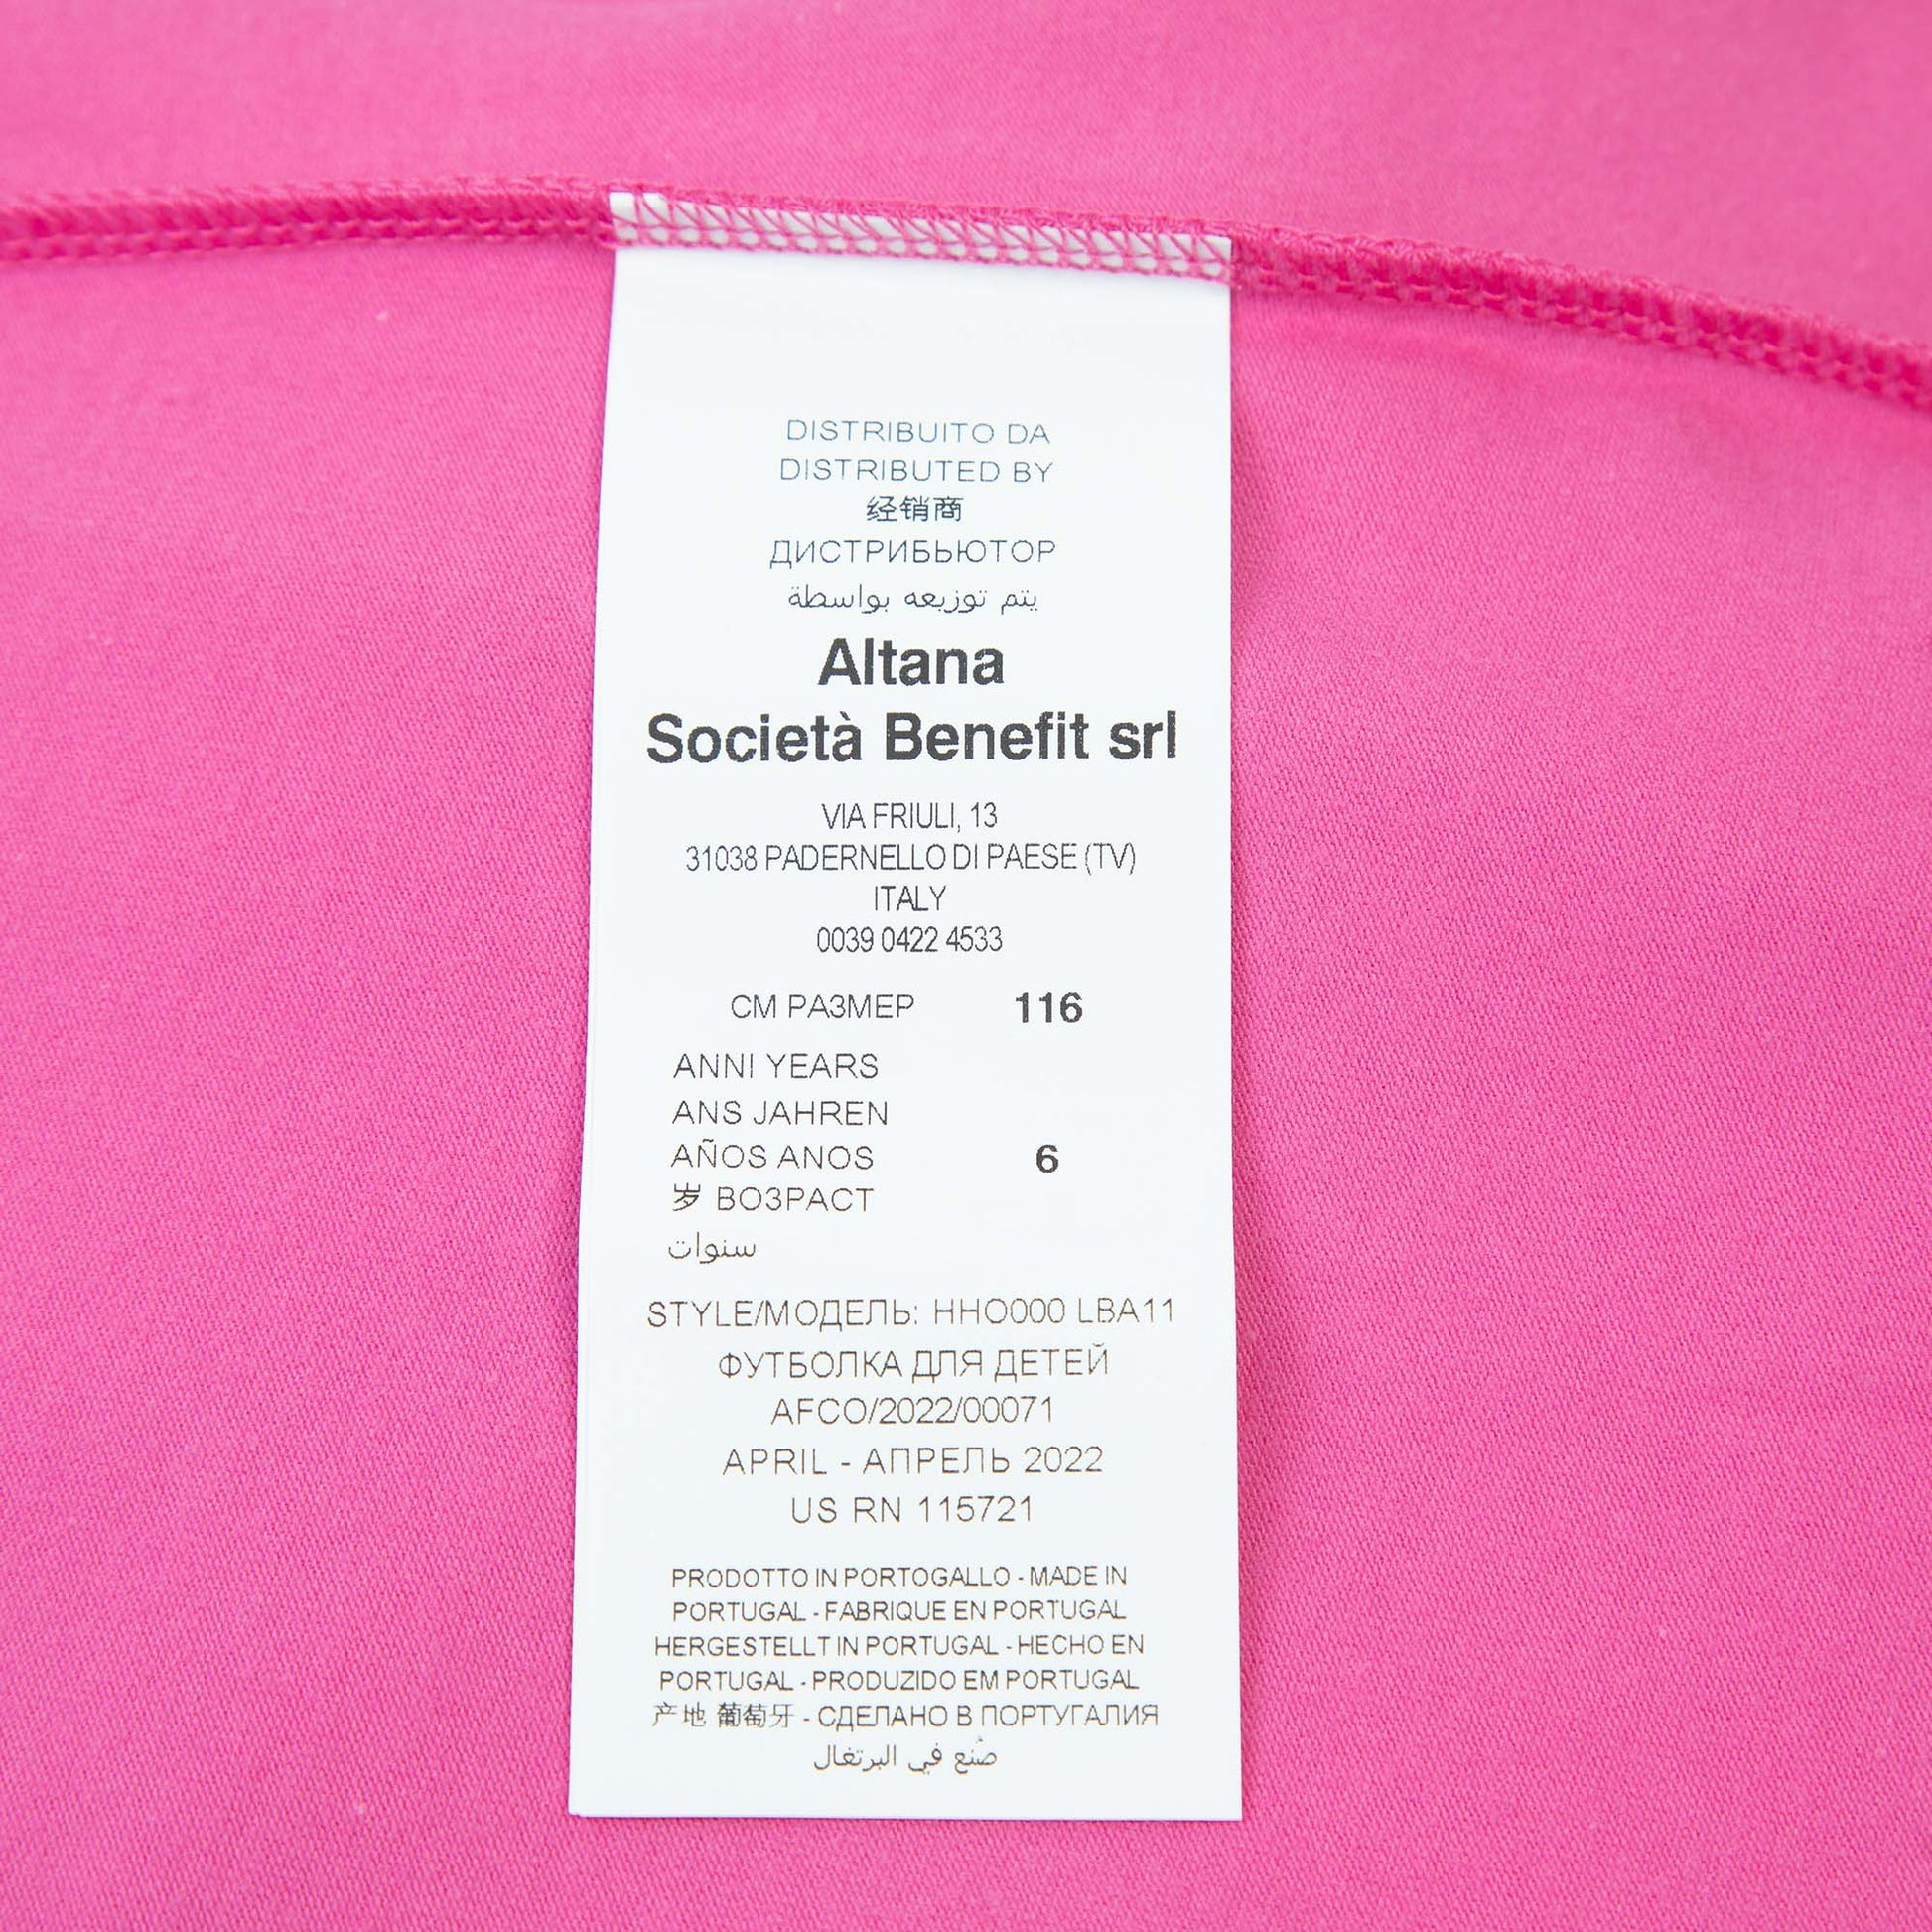 DISTRIBUITO DA
DISTRIBUTED BY
经销商
ДИСТРИБЬЮТОР
يتم توزيعه بواسطة
Altana
Società Benefit srl
VIA FRIULI, 13
31038 PADERNELLO DI PAESE (TV)
ITALY
0039 0422 4533
СМ РАЗМЕР 116
ANNI YEARS
ANS JAHREN
AÑOS ANOS 6
岁 ВОЗРАСТ
سنوات
STYLE/МОДЕЛЬ: HHO000 LBA11
ФУТБОЛКА ДЛЯ ДЕТЕЙ
AFCO/2022/00071
APRIL - АПРЕЛЬ 2022
US RN 115721
PRODOTTO IN PORTOGALLO - MADE IN
PORTUGAL - FABRIQUE EN PORTUGAL
HERGESTELLT IN PORTUGAL - HECHO EN
PORTUGAL - PRODUZIDO EM PORTUGAL
产地 葡萄牙 - СДЕЛАНО В ПОРТУГАЛИЯ
صُنع في البرتغال